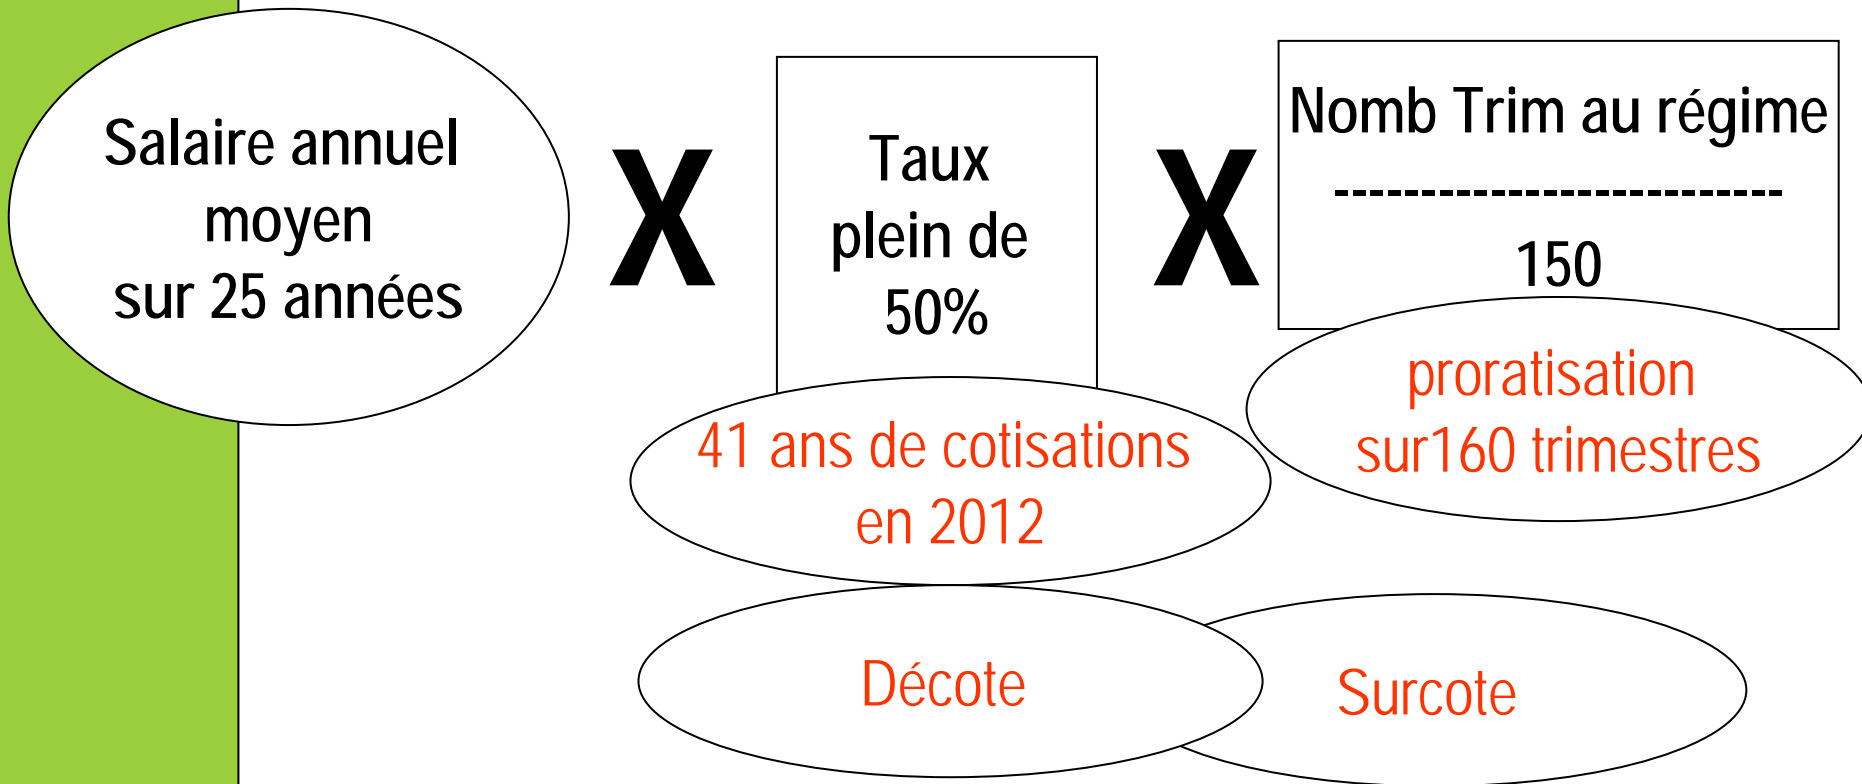 Salaire annuel
moyen
sur 25 années
X
Taux
plein de
50%
X
Nomb Trim au régime
--------------------------
150
proratisation
sur160 trimestres
41 ans de cotisations
en 2012
Décote
Surcote